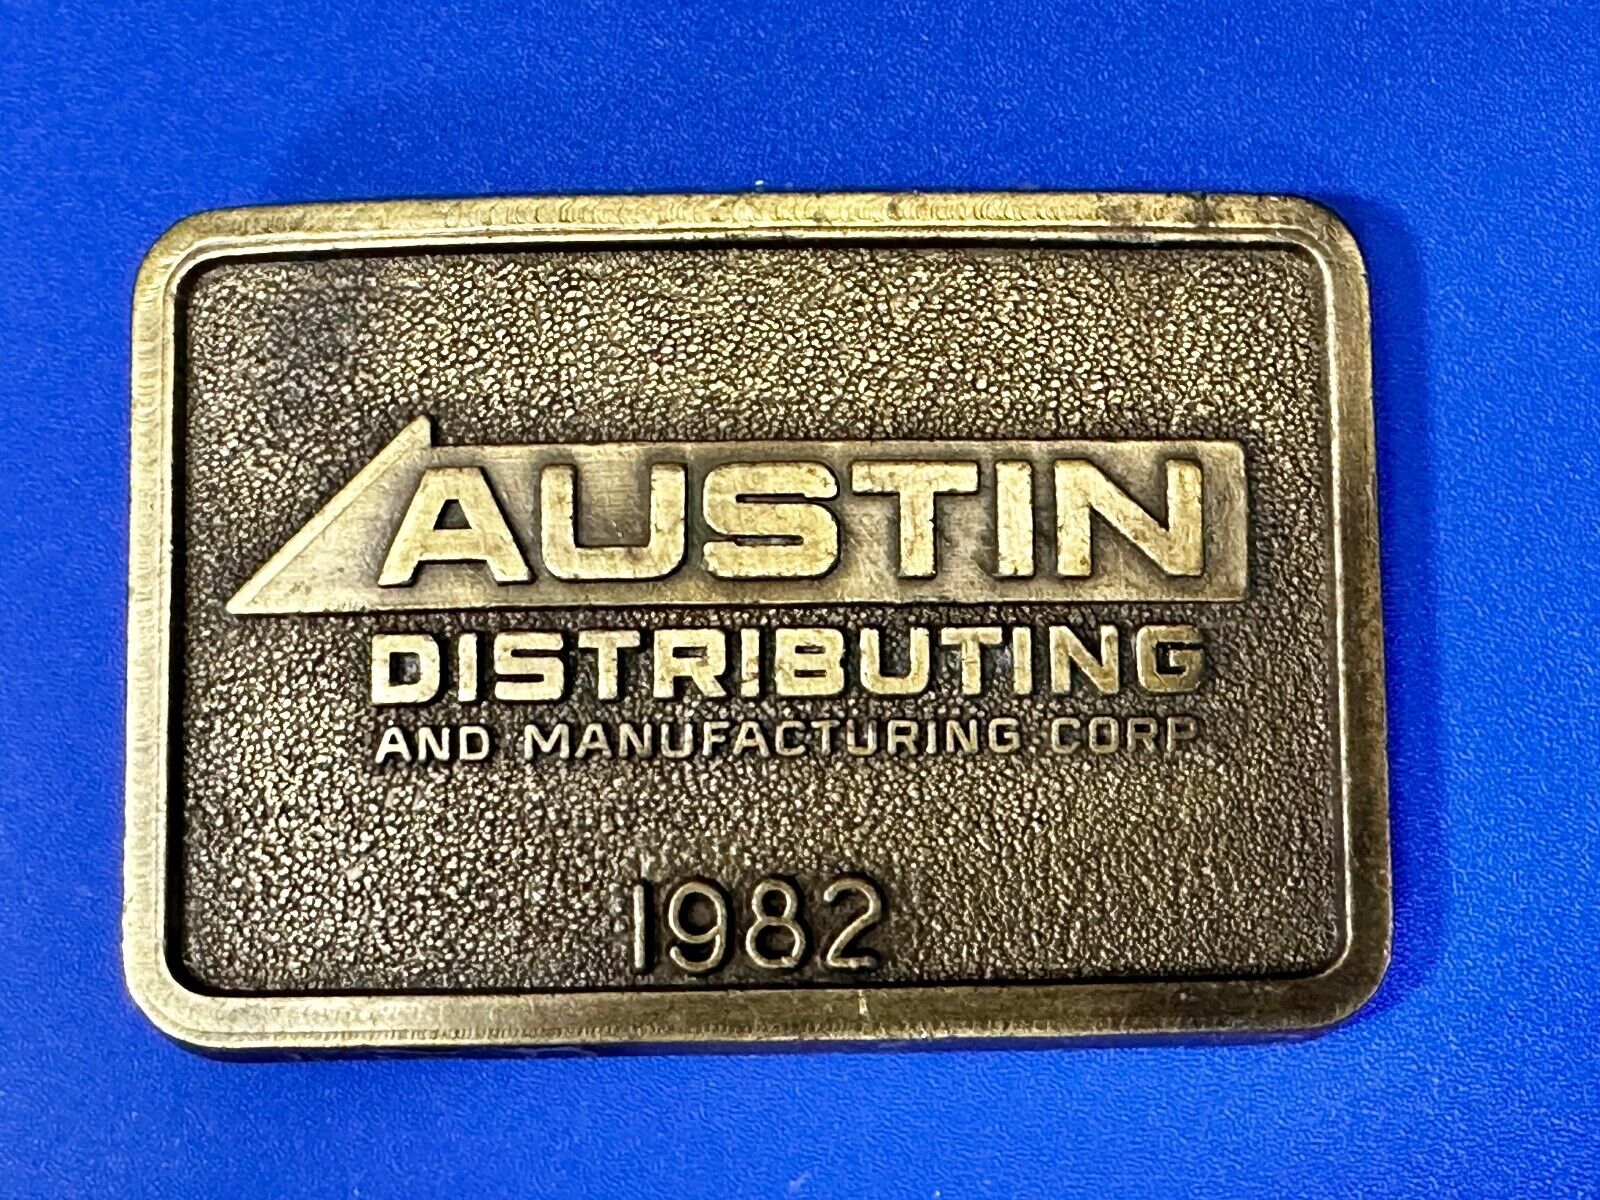 AUSTIN
DISTRIBUTING
AND MANUFACTURING CORP
1982